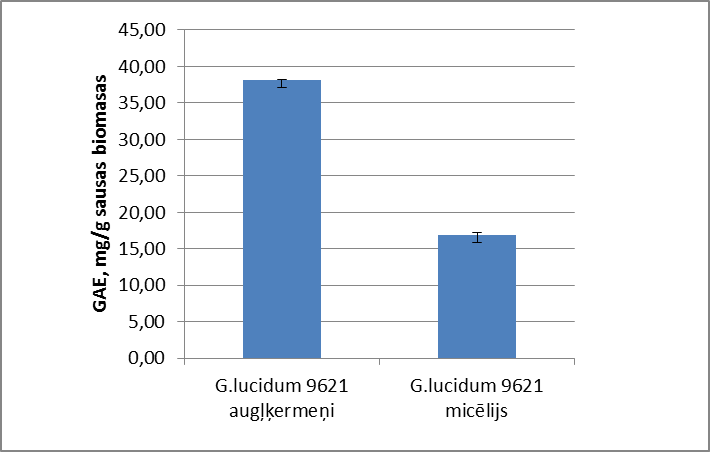 45,00
40,00
35,00
30,00
25,00
20,00
15,00
10,00
5,00
0,00
GAE, mg/g sausas biomasas
G.lucidum 9621
augļķermeņi
G.lucidum 9621
micēlijs